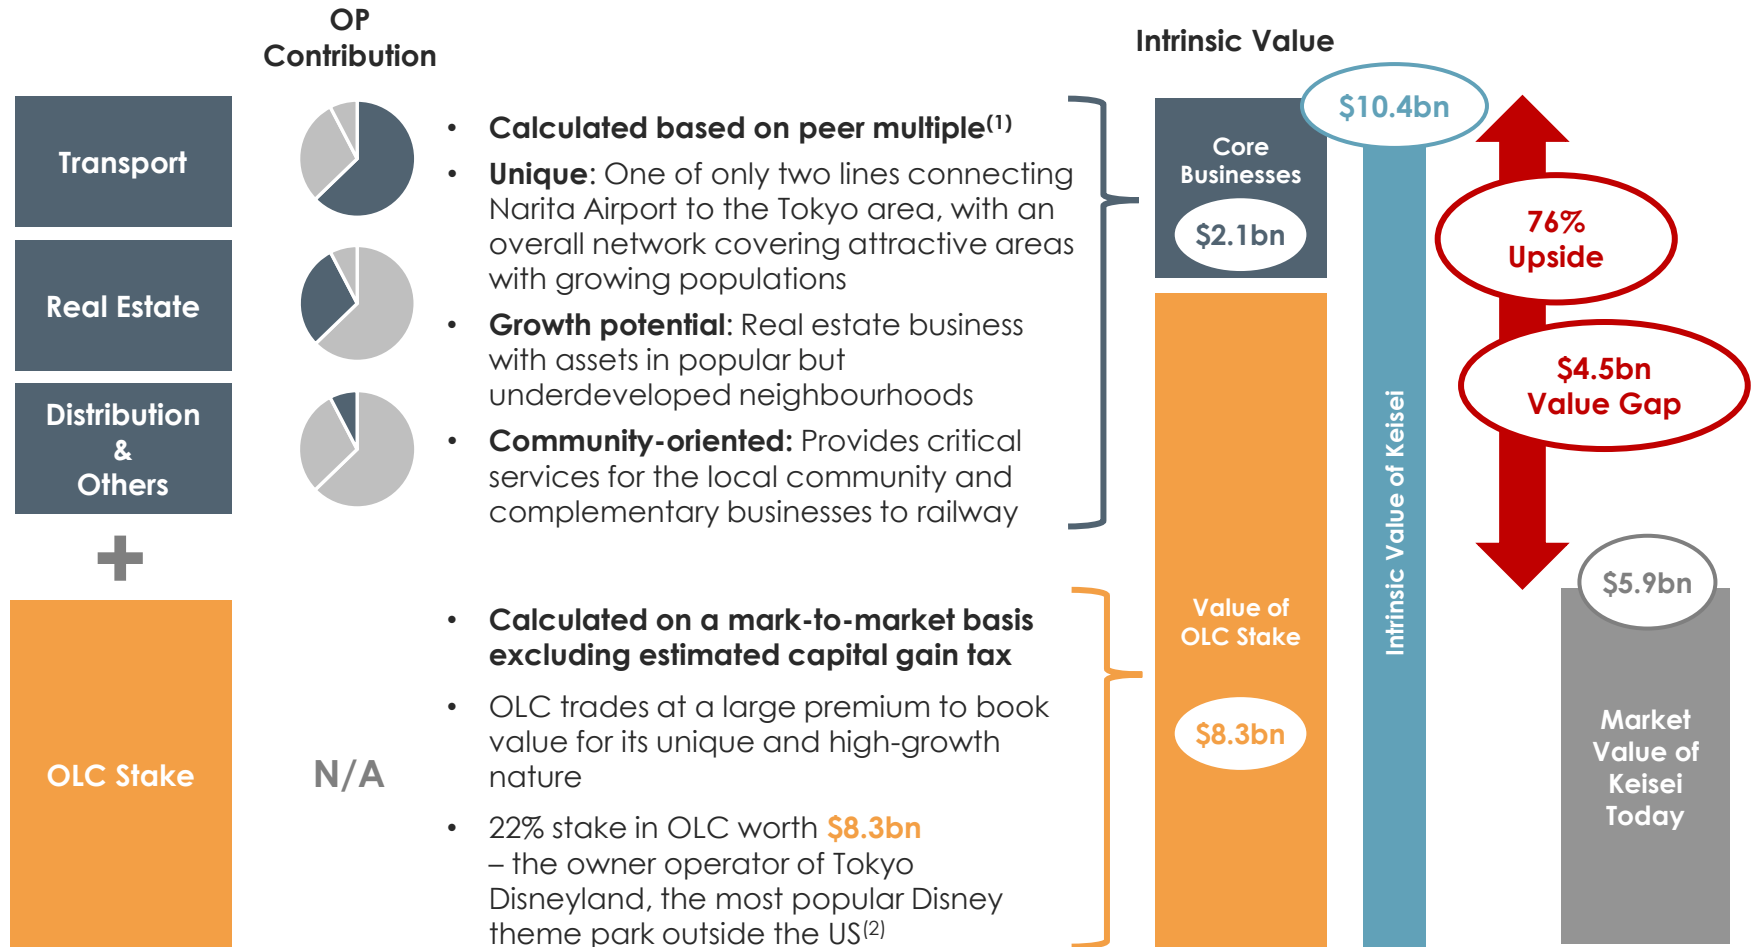 OP
Contribution
Intrinsic Value
Transport
Real Estate
Distribution
&
Others
OLC Stake
N/A
• Calculated based on peer multiple(1)
• Unique: One of only two lines connecting
Narita Airport to the Tokyo area, with an
overall network covering attractive areas
with growing populations
• Growth potential: Real estate business
with assets in popular but
underdeveloped neighbourhoods
• Community-oriented: Provides critical
services for the local community and
complementary businesses to railway
• Calculated on a mark-to-market basis
excluding estimated capital gain tax
• OLC trades at a large premium to book
value for its unique and high-growth
nature
• 22% stake in OLC worth $8.3bn
– the owner operator of Tokyo
Disneyland, the most popular Disney
theme park outside the US(2)
Core
Businesses
$2.1bn
Value of
OLC Stake
$8.3bn
$10.4bn
Intrinsic Value of Keisei
76%
Upside
$4.5bn
Value Gap
$5.9bn
Market
Value of
Keisei
Today